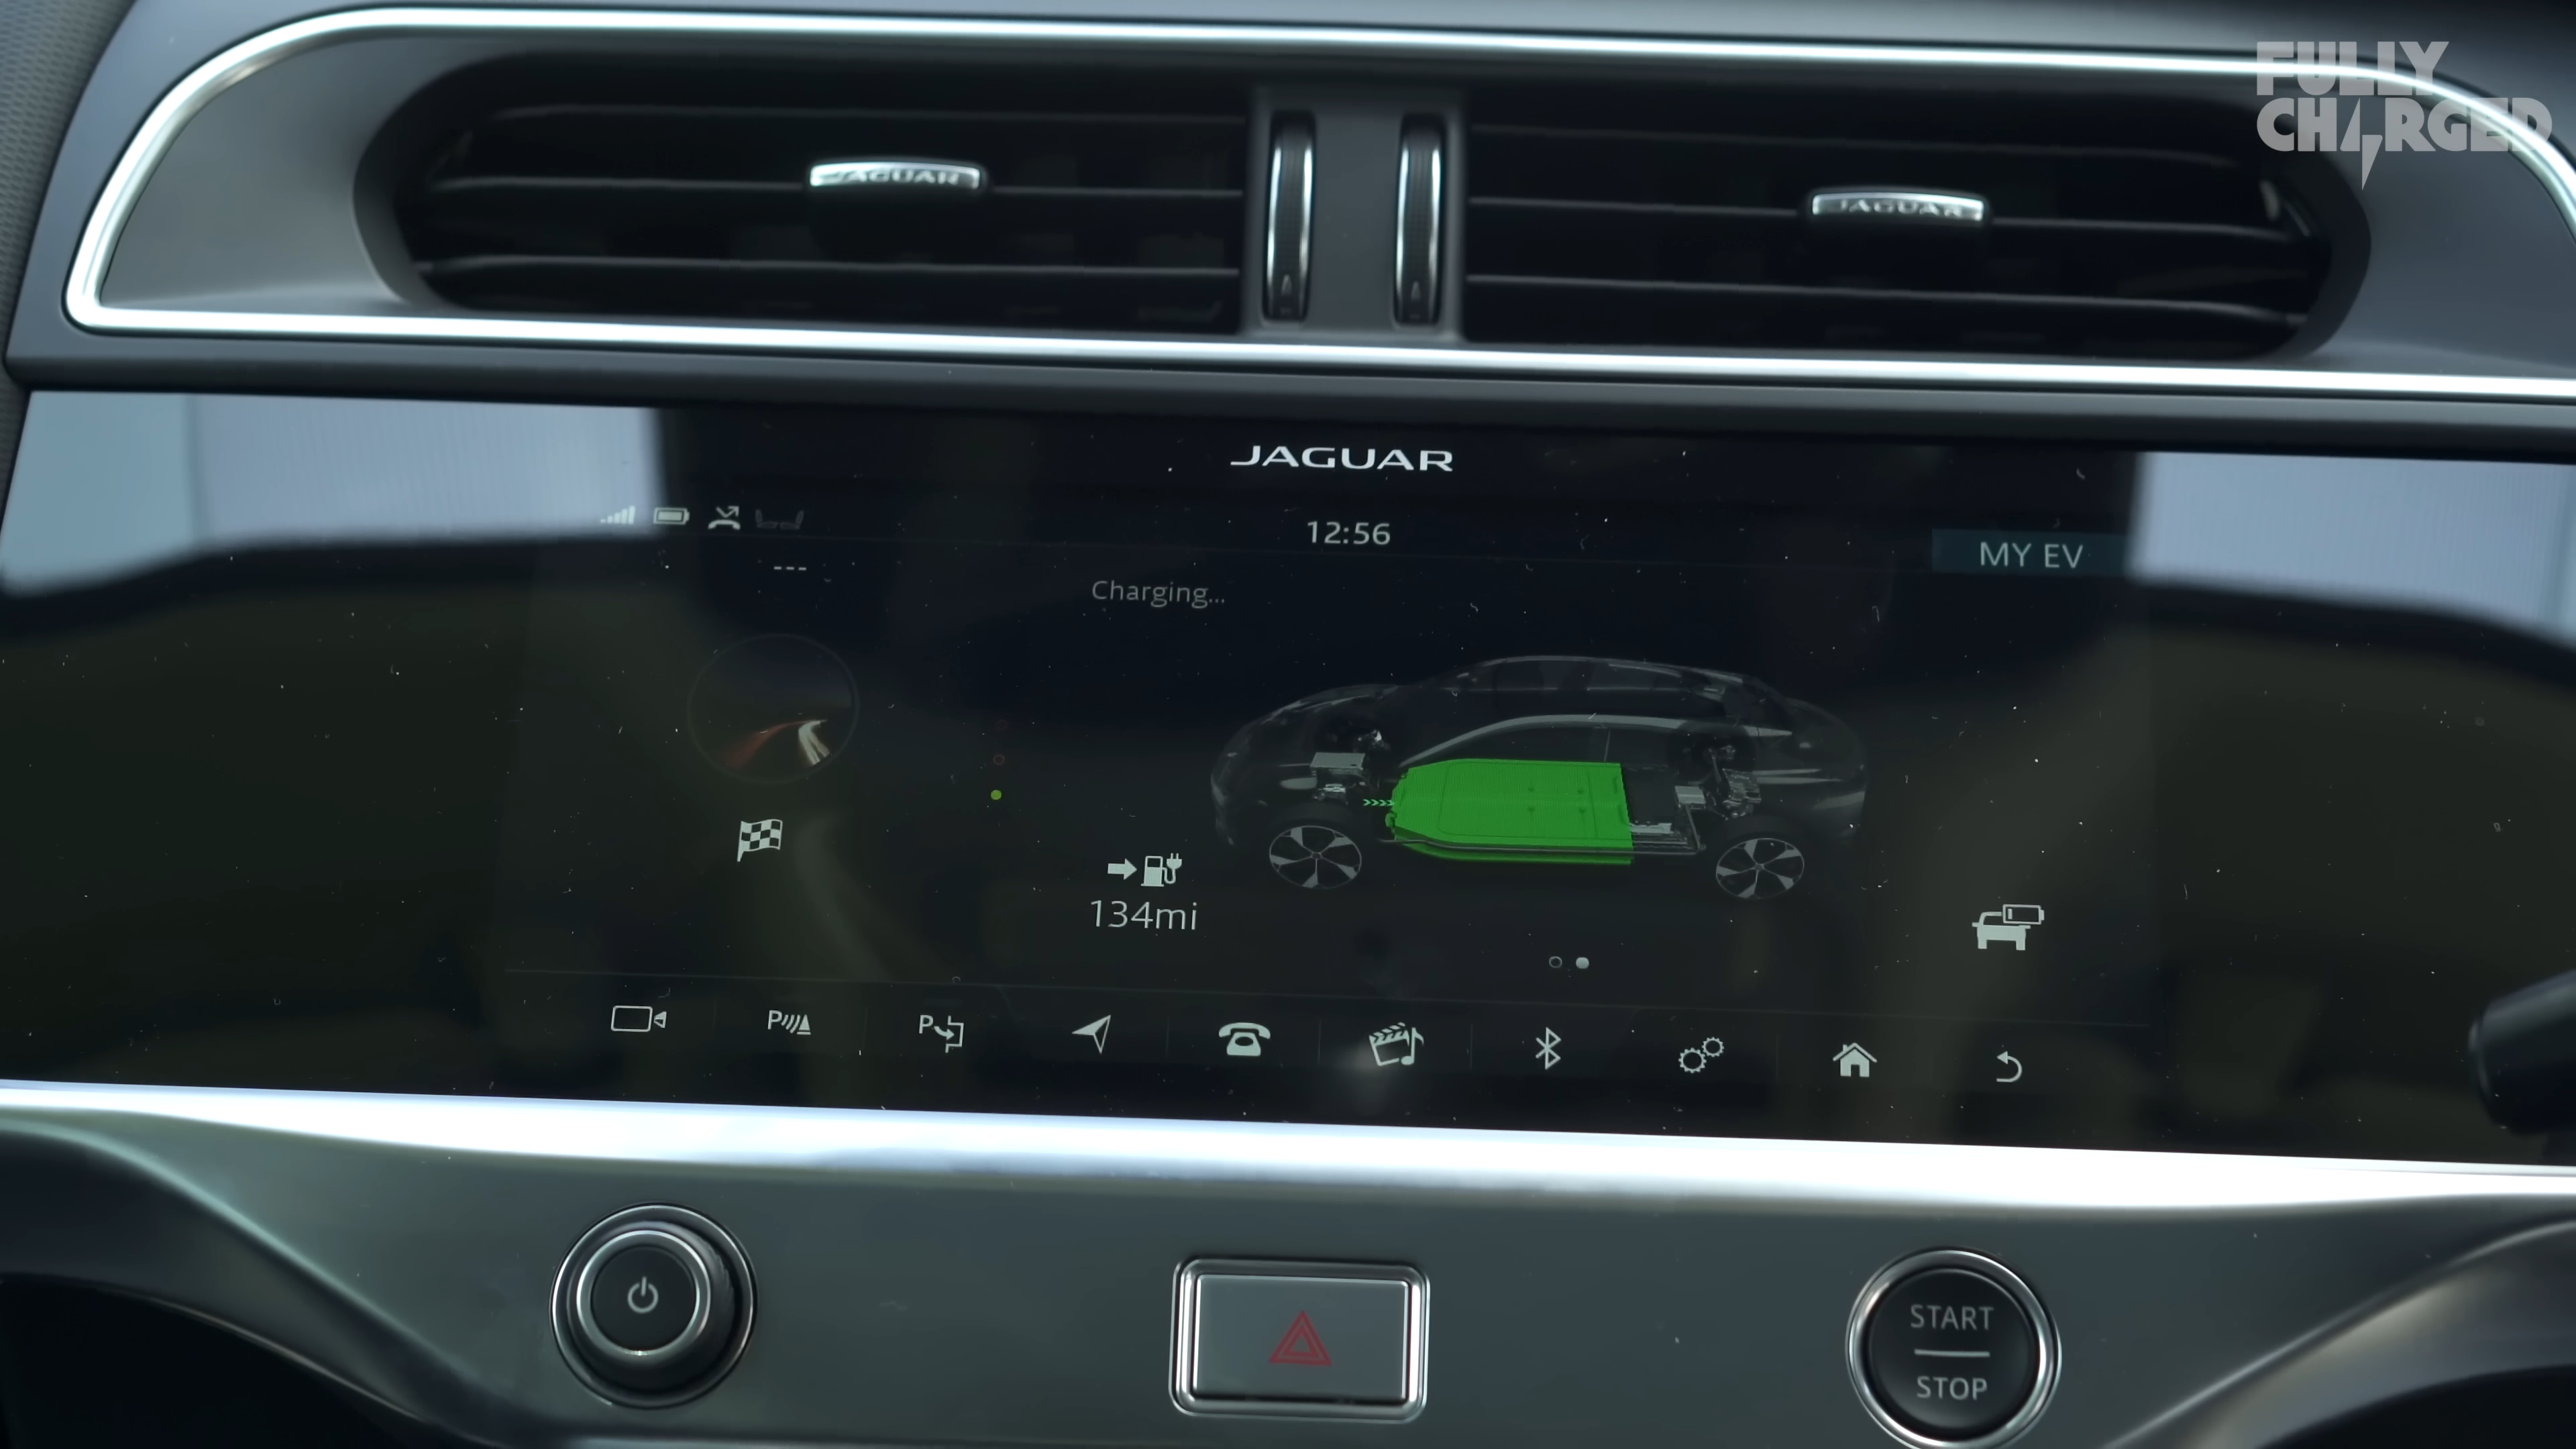 FULLY
CHARGED
JAGUAR
JAGUAR
JAGUAR
12:56
MY EV
---
Charging...
134mi
P
P
START
STOP